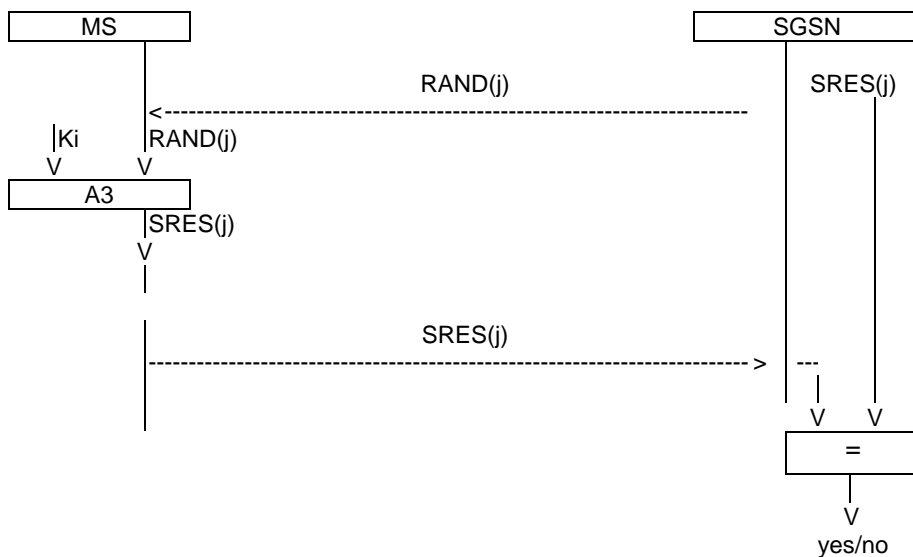 MS SGSN
RAND(j) SRES(j)
<
Ki RAND(j)
V V
A3
SRES(j)
V
SRES(j)
>
V V
=
V
yes/no